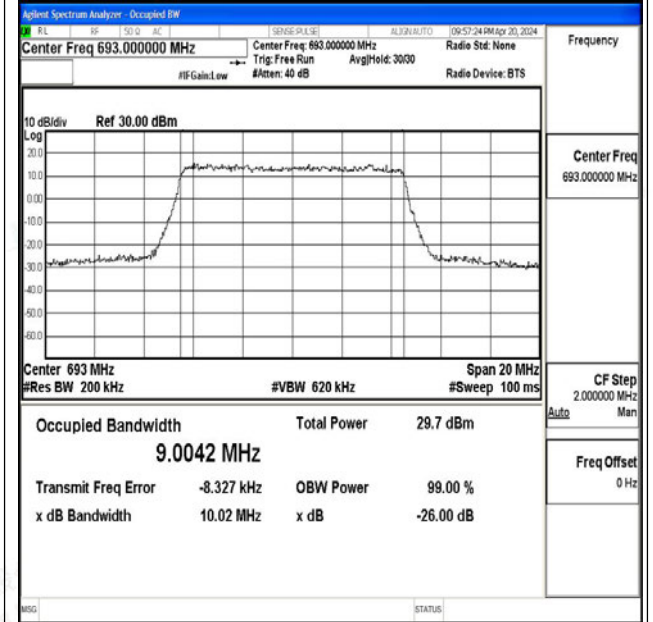 Agilent Spectrum Analyzer - Occupied BW
RL RF 50 Ω AC SENSE:PULSE ALIGN AUTO 09:57:24 PM Apr 20, 2024
Center Freq 693.000000 MHz
Center Freq: 693.000000 MHz
Radio Std: None
Trig: Free Run Avg|Hold: 30/30
#IFGain:Low
#Atten: 40 dB
Radio Device: BTS
Frequency
10 dB/div Ref 30.00 dBm
Log
20.0
10.0
0.00
-10.0
-20.0
-30.0
-40.0
-50.0
-60.0
Center 693 MHz
Span 20 MHz
#Res BW 200 kHz
#VBW 620 kHz
#Sweep 100 ms
Center Freq
693.000000 MHz
CF Step
2.000000 MHz
Auto Man
Freq Offset
0 Hz
Occupied Bandwidth
9.0042 MHz
Total Power 29.7 dBm
Transmit Freq Error -8.327 kHz
OBW Power 99.00 %
x dB Bandwidth 10.02 MHz
x dB -26.00 dB
MSG
STATUS